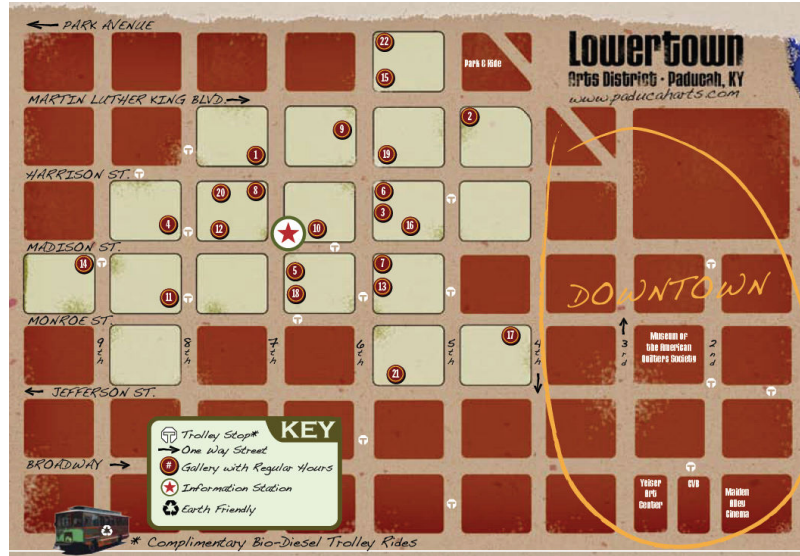 PARK AVENUE
Lowertown
Arts District • Paducah, KY
www.paducaharts.com
22
15
Park & Ride
MARTIN LUTHER KING BLVD.
2
9
1
19
HARRISON ST.
20
8
6
3
4
12
10
16
MADISON ST.
14
5
7
11
18
13
DOWNTOWN
MONROE ST.
17
9th
8th
7th
6th
5th
4th
3rd
2nd
Museum of
the American
Quilters Society
21
JEFFERSON ST.
KEY
T Trolley Stop*
One Way Street
# Gallery with Regular Hours
Information Station
Earth Friendly
BROADWAY
Yeiser
Art
Center
CVB
Maiden
Alley
Cinema
* Complimentary Bio-Diesel Trolley Rides